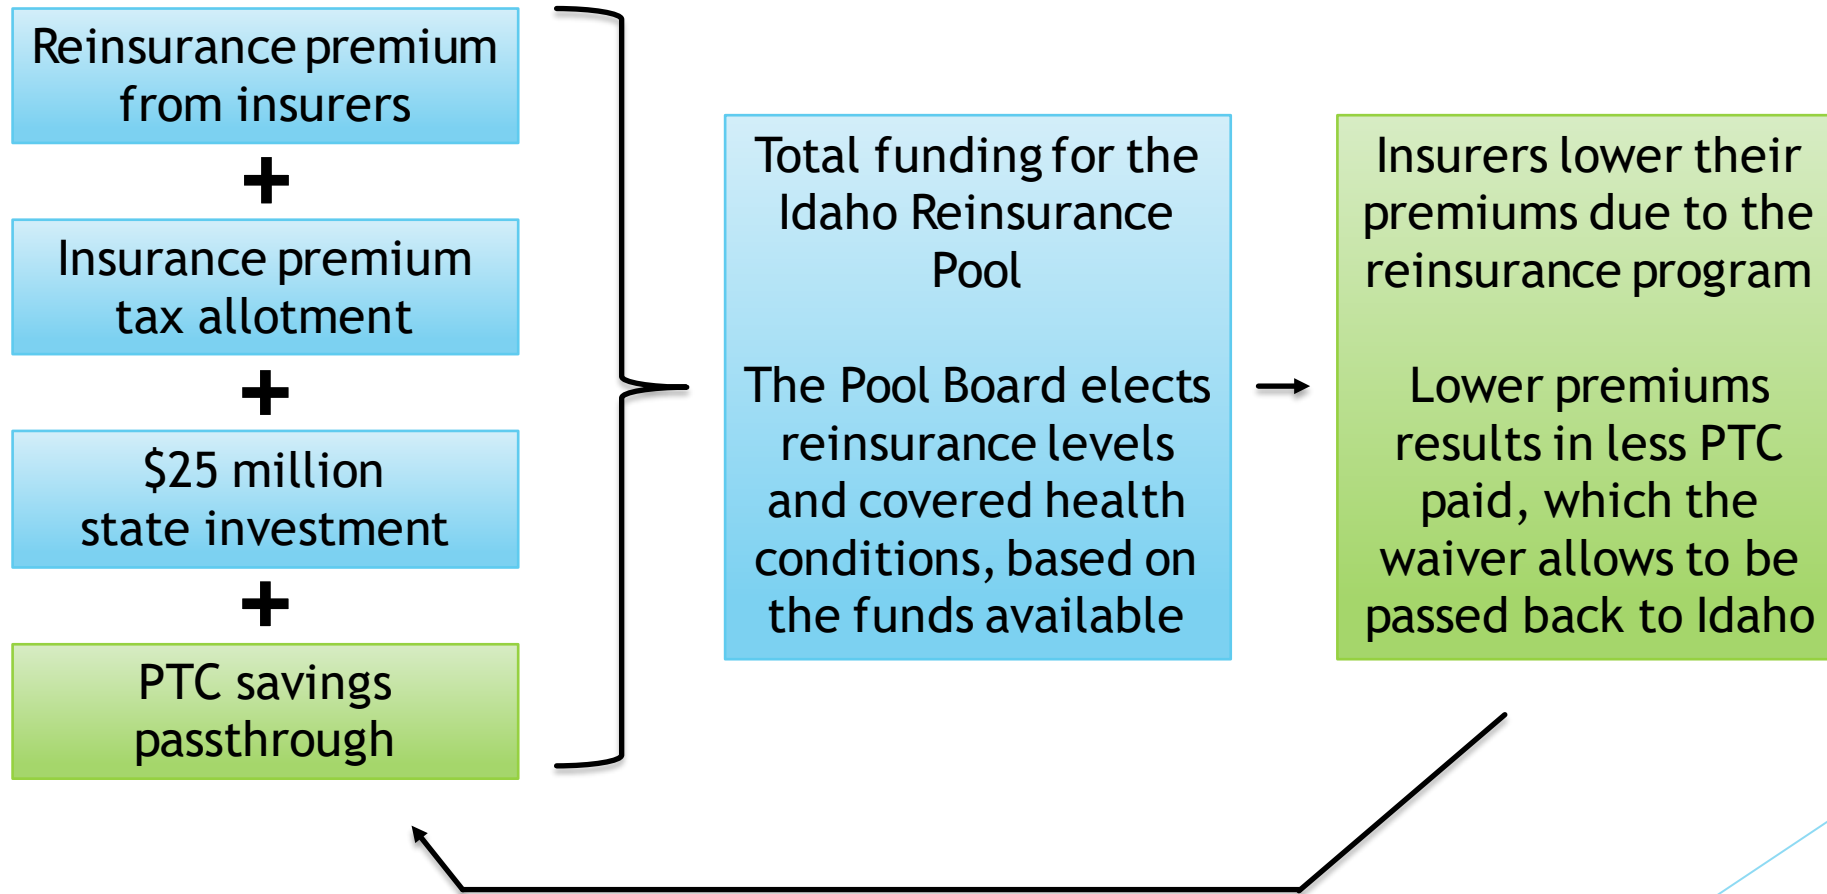 Reinsurance premium
from insurers
+
Insurance premium
tax allotment
+
$25 million
state investment
+
PTC savings
passthrough
Total funding for the
Idaho Reinsurance
Pool
The Pool Board elects
reinsurance levels
and covered health
conditions, based on
the funds available
Insurers lower their
premiums due to the
reinsurance program
Lower premiums
results in less PTC
paid, which the
waiver allows to be
passed back to Idaho